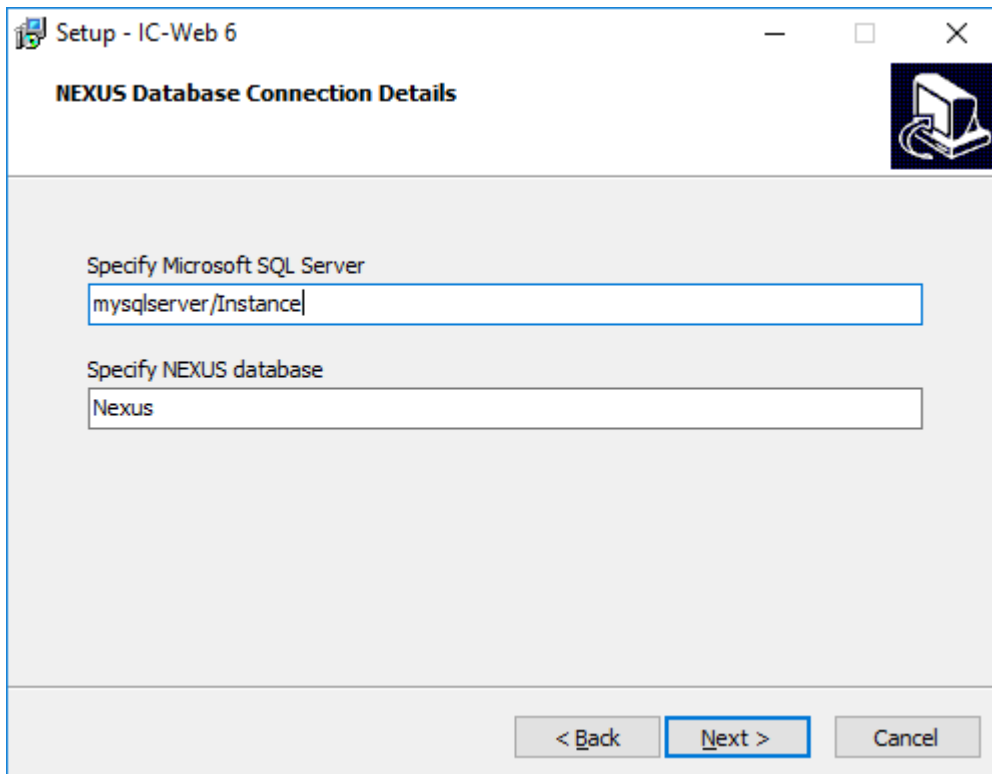 Setup - IC-Web 6
NEXUS Database Connection Details
Specify Microsoft SQL Server
mysqlserver/Instance
Specify NEXUS database
Nexus
< Back
Next >
Cancel